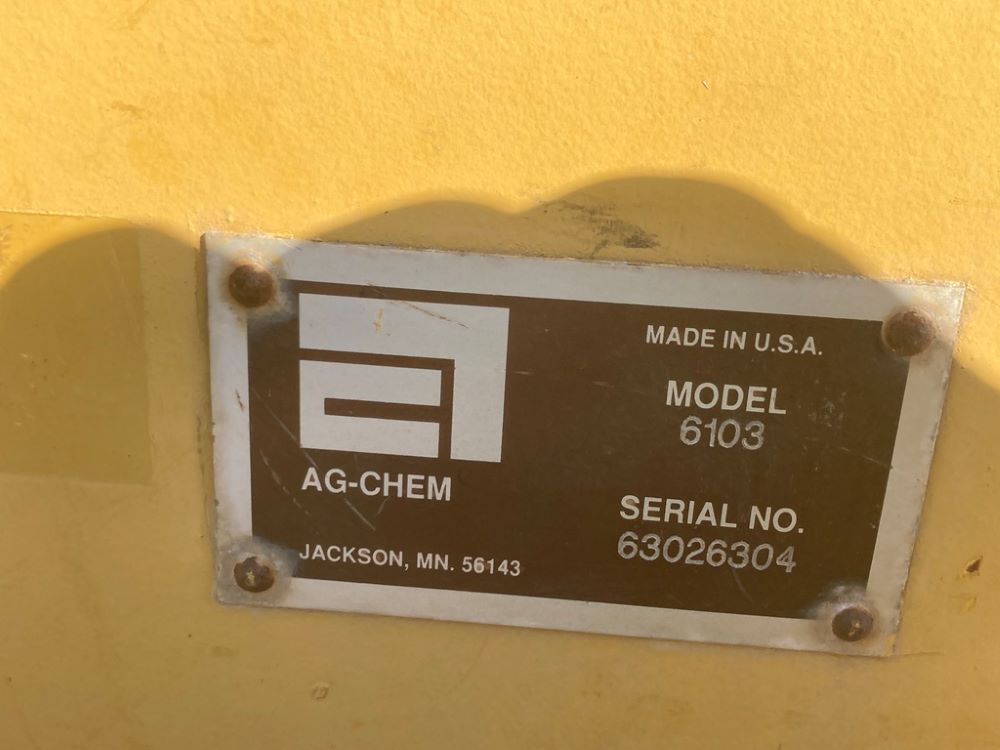 MADE IN U.S.A.
MODEL
6103
AG-CHEM
SERIAL NO.
63026304
JACKSON, MN. 56143